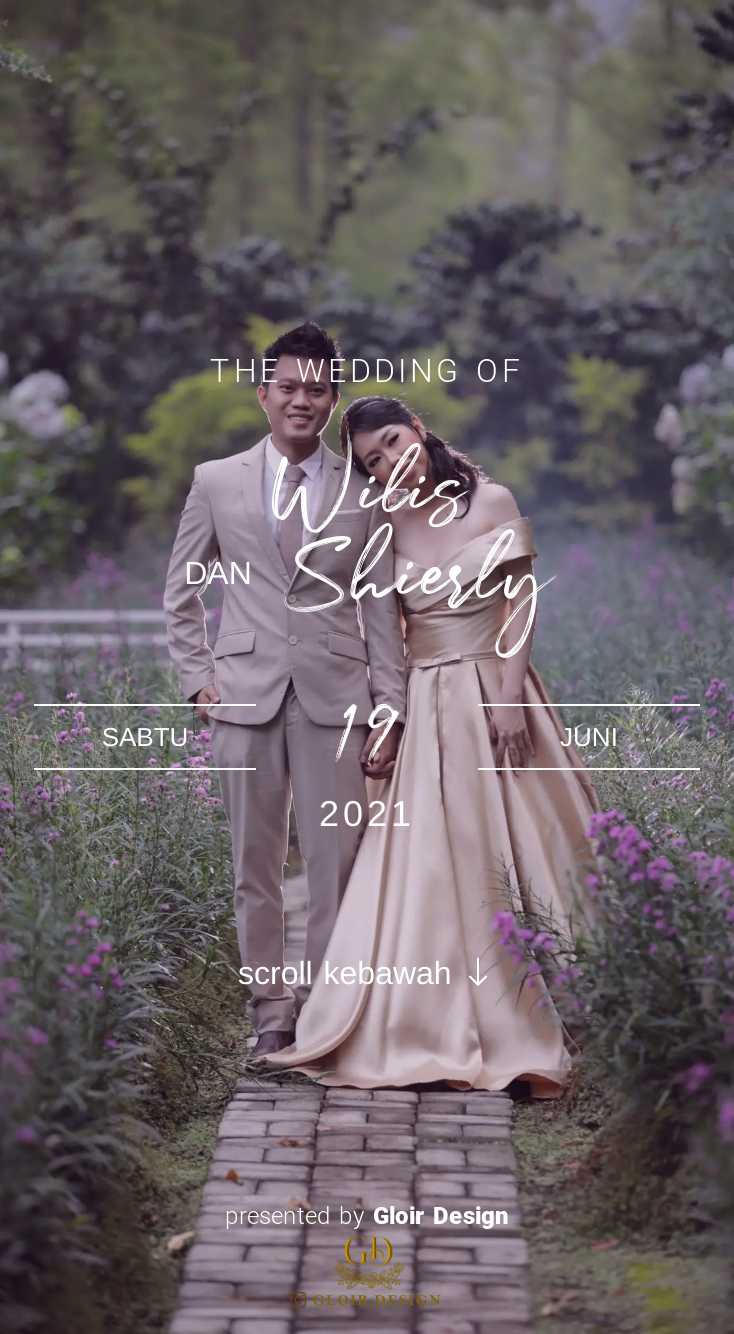 THE WEDDING OF
Wilis
DAN Shierly
SABTU 19 JUNI
2021
scroll kebawah ↓
presented by Gloir Design
GD
© GLOIR DESIGN